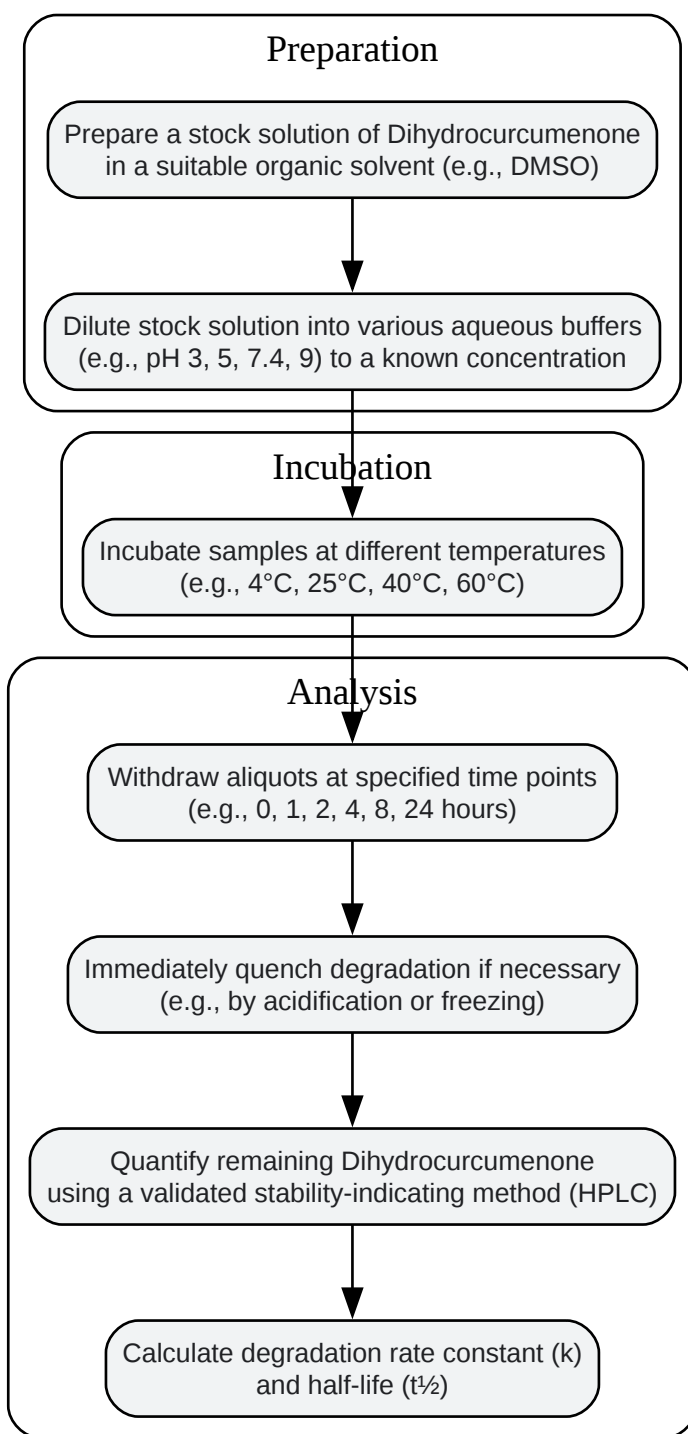 Preparation
Prepare a stock solution of Dihydrocurcumenone
in a suitable organic solvent (e.g., DMSO)
Dilute stock solution into various aqueous buffers
(e.g., pH 3, 5, 7.4, 9) to a known concentration
Incubation
Incubate samples at different temperatures
(e.g., 4°C, 25°C, 40°C, 60°C)
Analysis
Withdraw aliquots at specified time points
(e.g., 0, 1, 2, 4, 8, 24 hours)
Immediately quench degradation if necessary
(e.g., by acidification or freezing)
Quantify remaining Dihydrocurcumenone
using a validated stability-indicating method (HPLC)
Calculate degradation rate constant (k)
and half-life (t½)